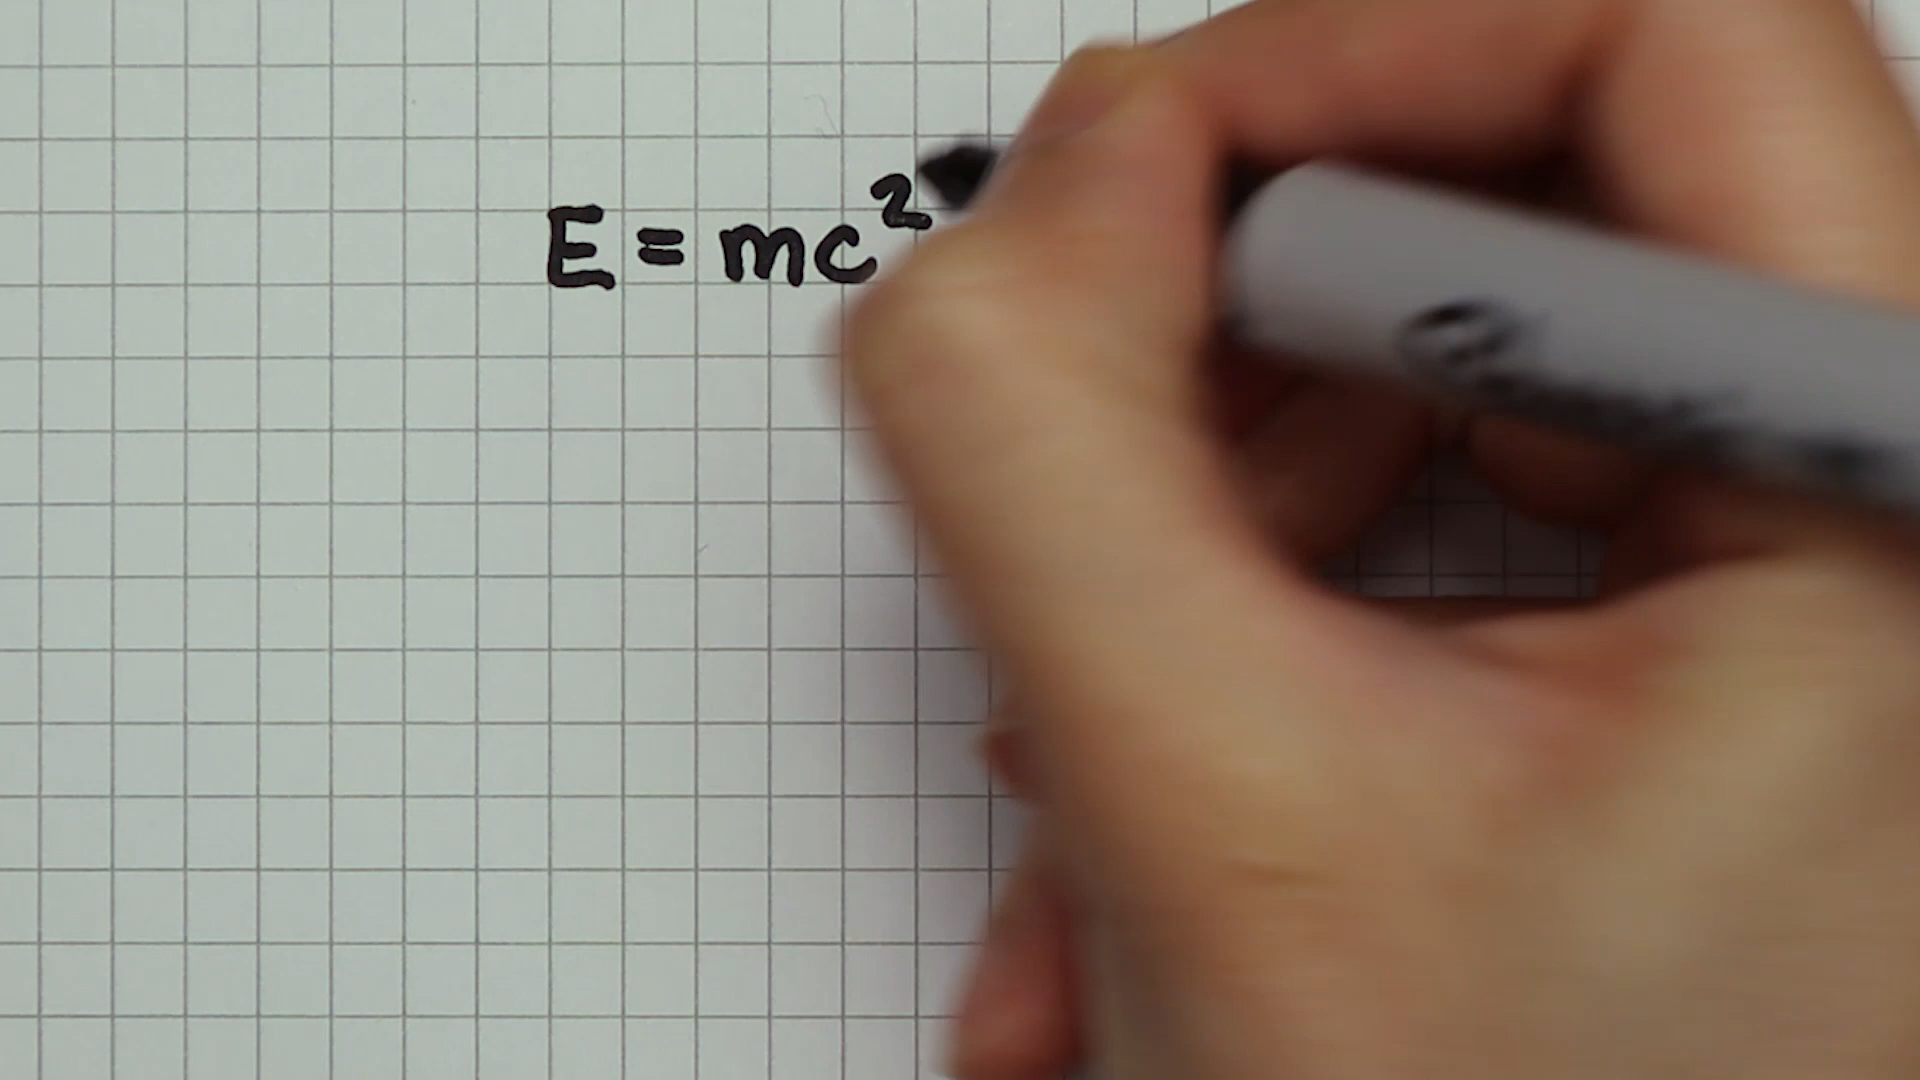 E = mc²